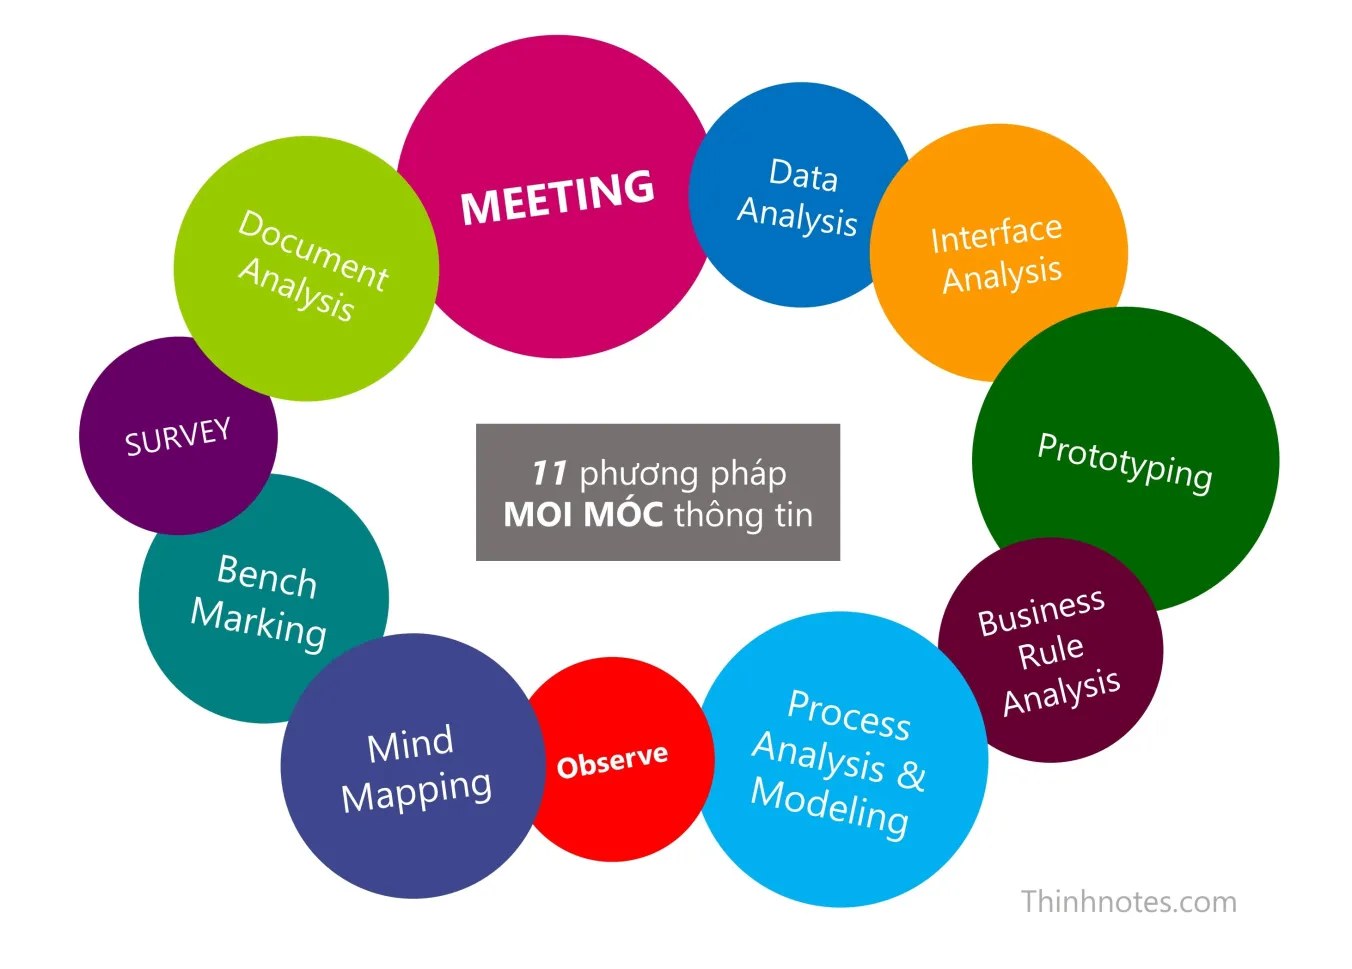 MEETING
Data
Analysis
Interface
Analysis
Document
Analysis
Prototyping
SURVEY
11 phương pháp
MOI MÓC thông tin
Bench
Marking
Business
Rule
Analysis
Process
Analysis &
Modeling
Mind
Mapping
Observe
Thinhnotes.com